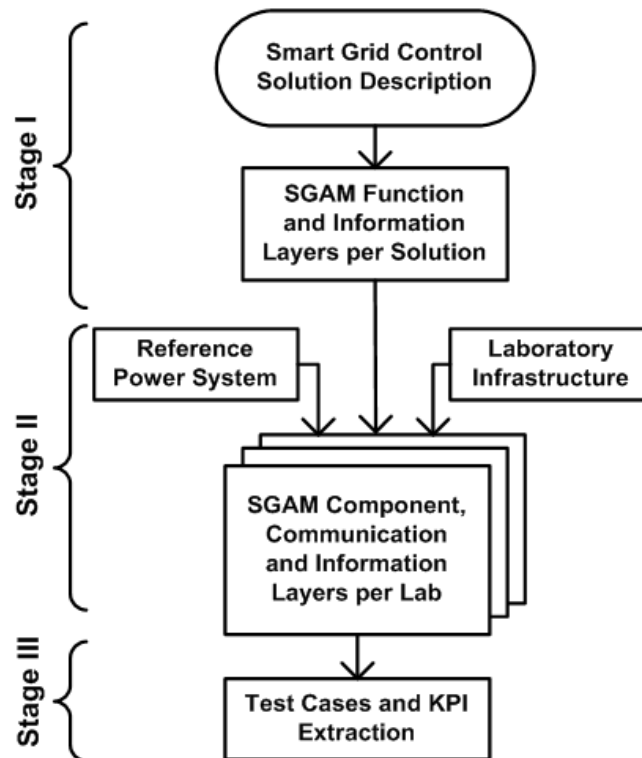 Stage I
Smart Grid Control
Solution Description
SGAM Function
and Information
Layers per Solution
Stage II
Reference
Power System
Laboratory
Infrastructure
SGAM Component,
Communication
and Information
Layers per Lab
Stage III
Test Cases and KPI
Extraction